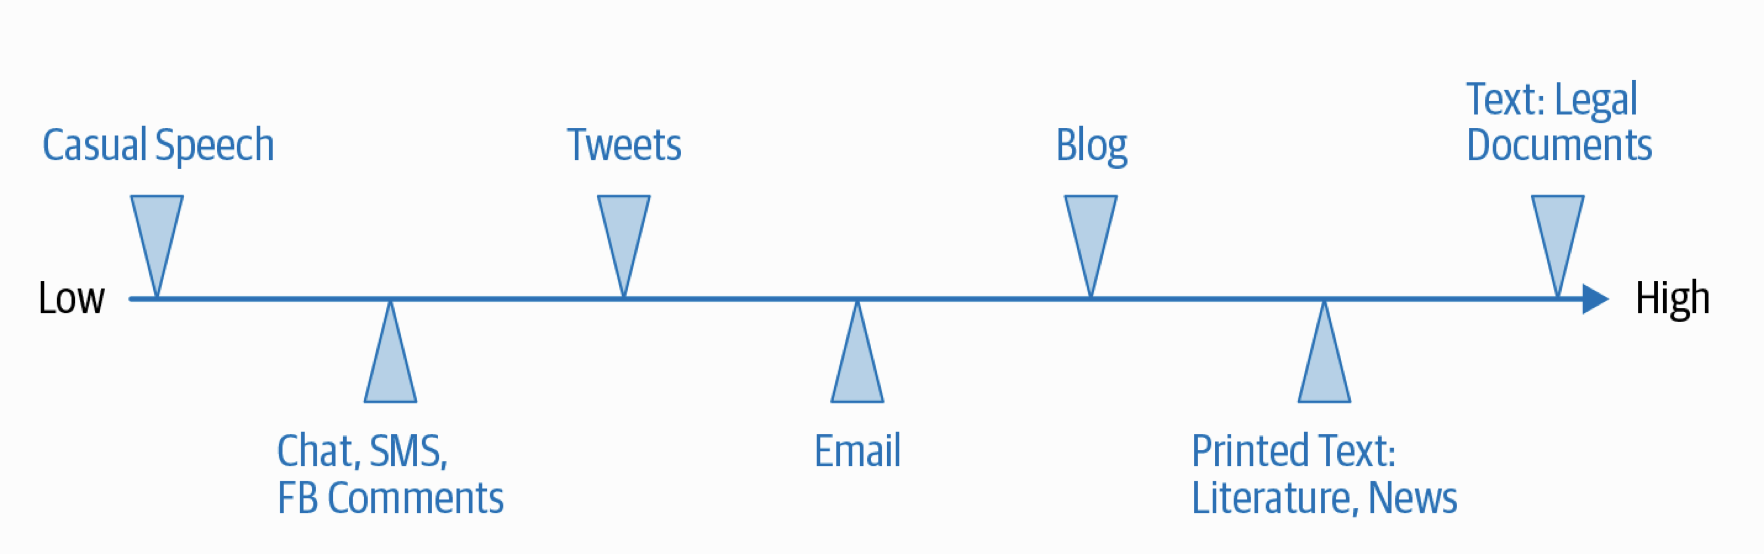 Casual Speech
Tweets
Blog
Text: Legal
Documents
Low
High
Chat, SMS,
FB Comments
Email
Printed Text:
Literature, News